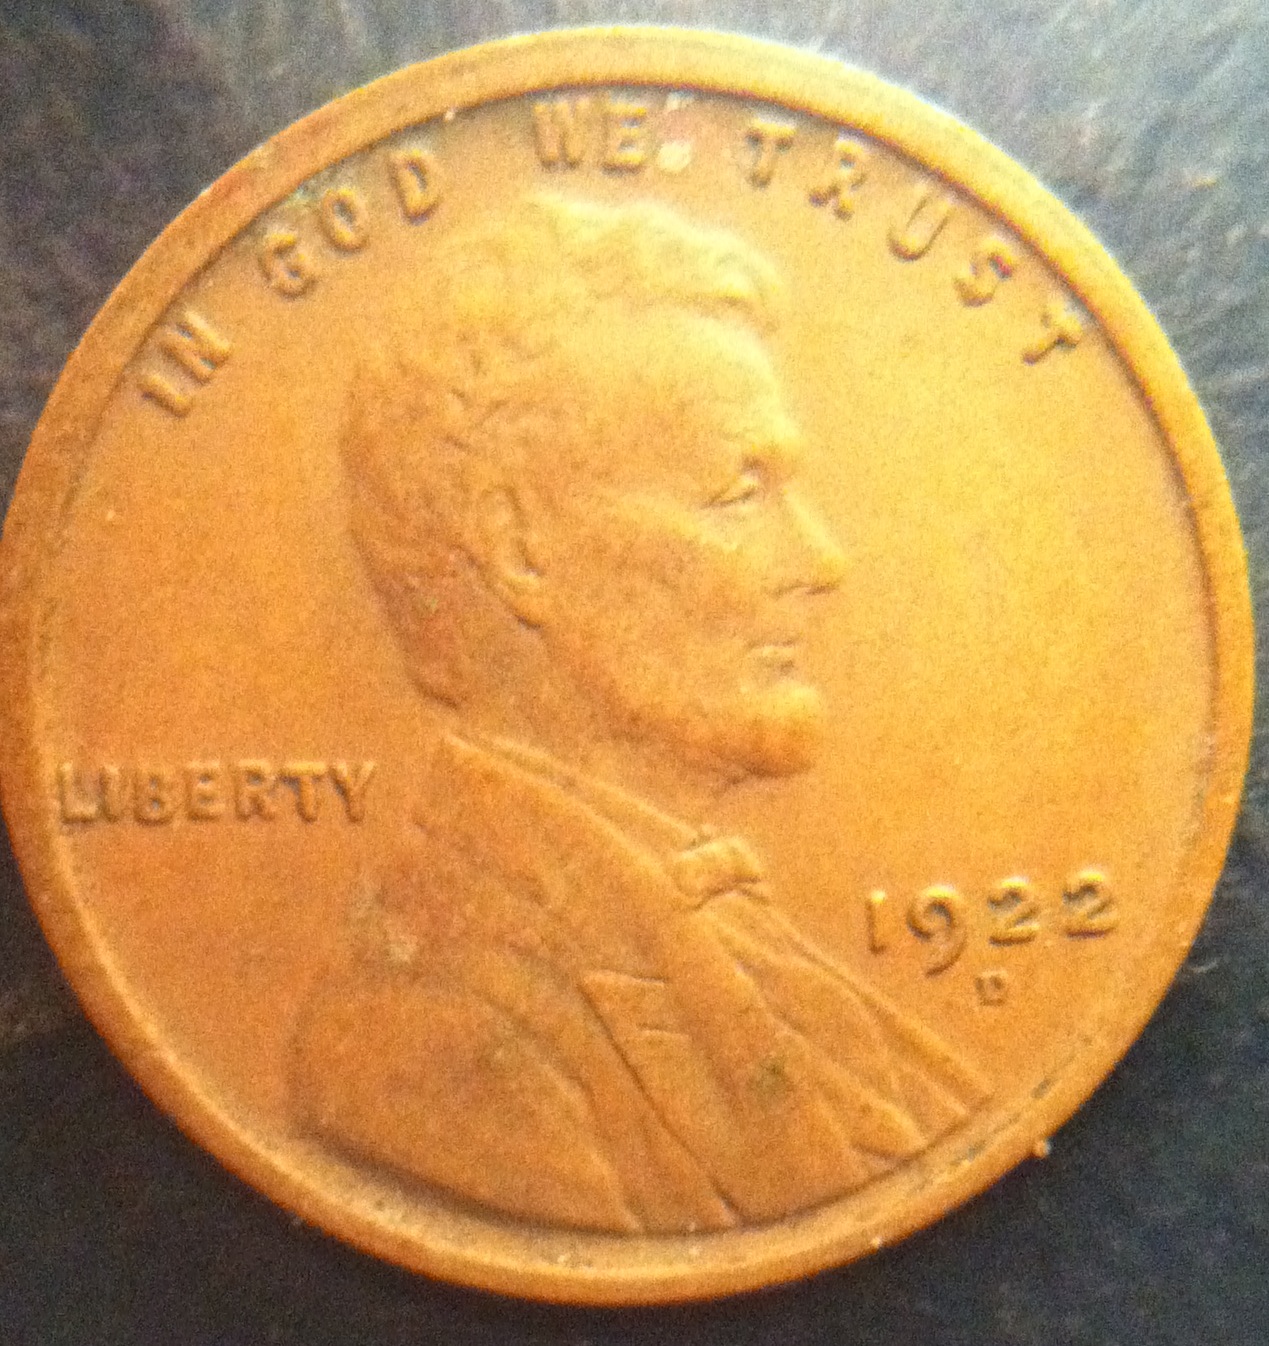 IN GOD WE TRUST
LIBERTY
1922
D